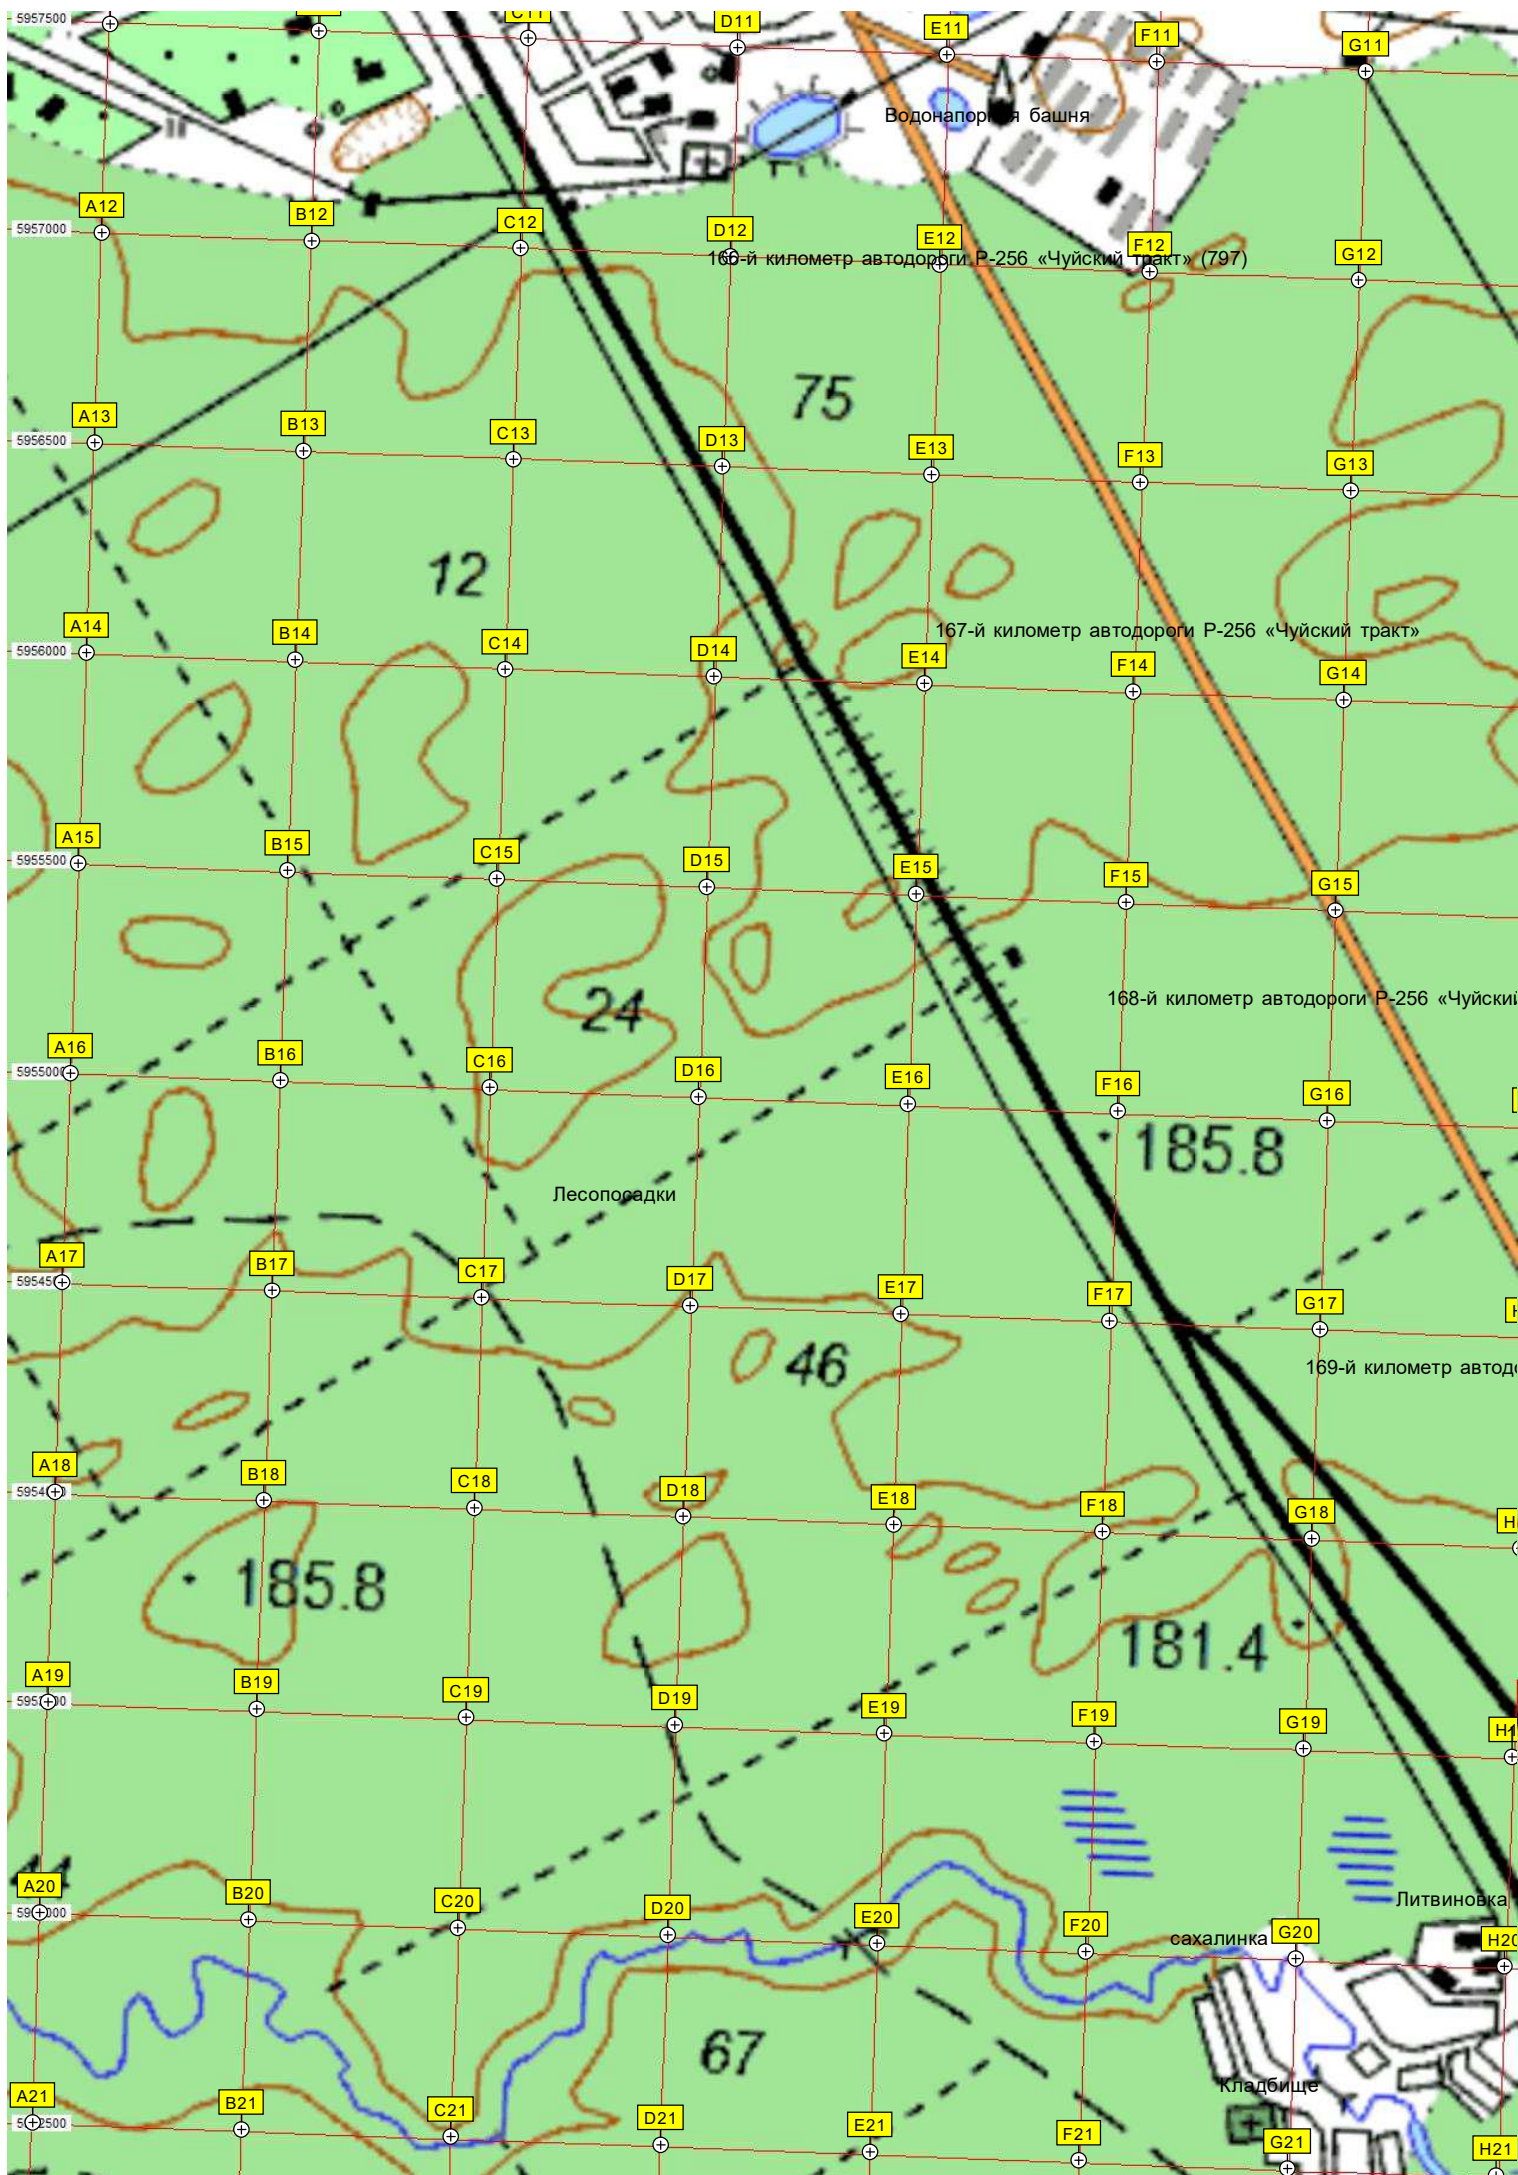 5957500
C11
D11
E11
F11
G11
Водонапорная башня
A12
B12
C12
D12
E12
F12
G12
5957000
166-й километр автодороги Р-256 «Чуйский тракт» (797)
75
A13
B13
C13
D13
E13
F13
G13
5956500
12
A14
B14
C14
D14
E14
F14
G14
5956000
167-й километр автодороги Р-256 «Чуйский тракт»
A15
B15
C15
D15
E15
F15
G15
5955500
24
168-й километр автодороги Р-256 «Чуйский
A16
B16
C16
D16
E16
F16
G16
5955000
185.8
Лесопосадки
A17
B17
C17
D17
E17
F17
G17
46
169-й километр автодо
A18
B18
C18
D18
E18
F18
G18
185.8
181.4
A19
B19
C19
D19
E19
F19
G19
44
A20
B20
C20
D20
E20
F20
G20
H20
Литвиновка
сахалинка
67
Кладбище
A21
B21
C21
D21
E21
F21
G21
H21